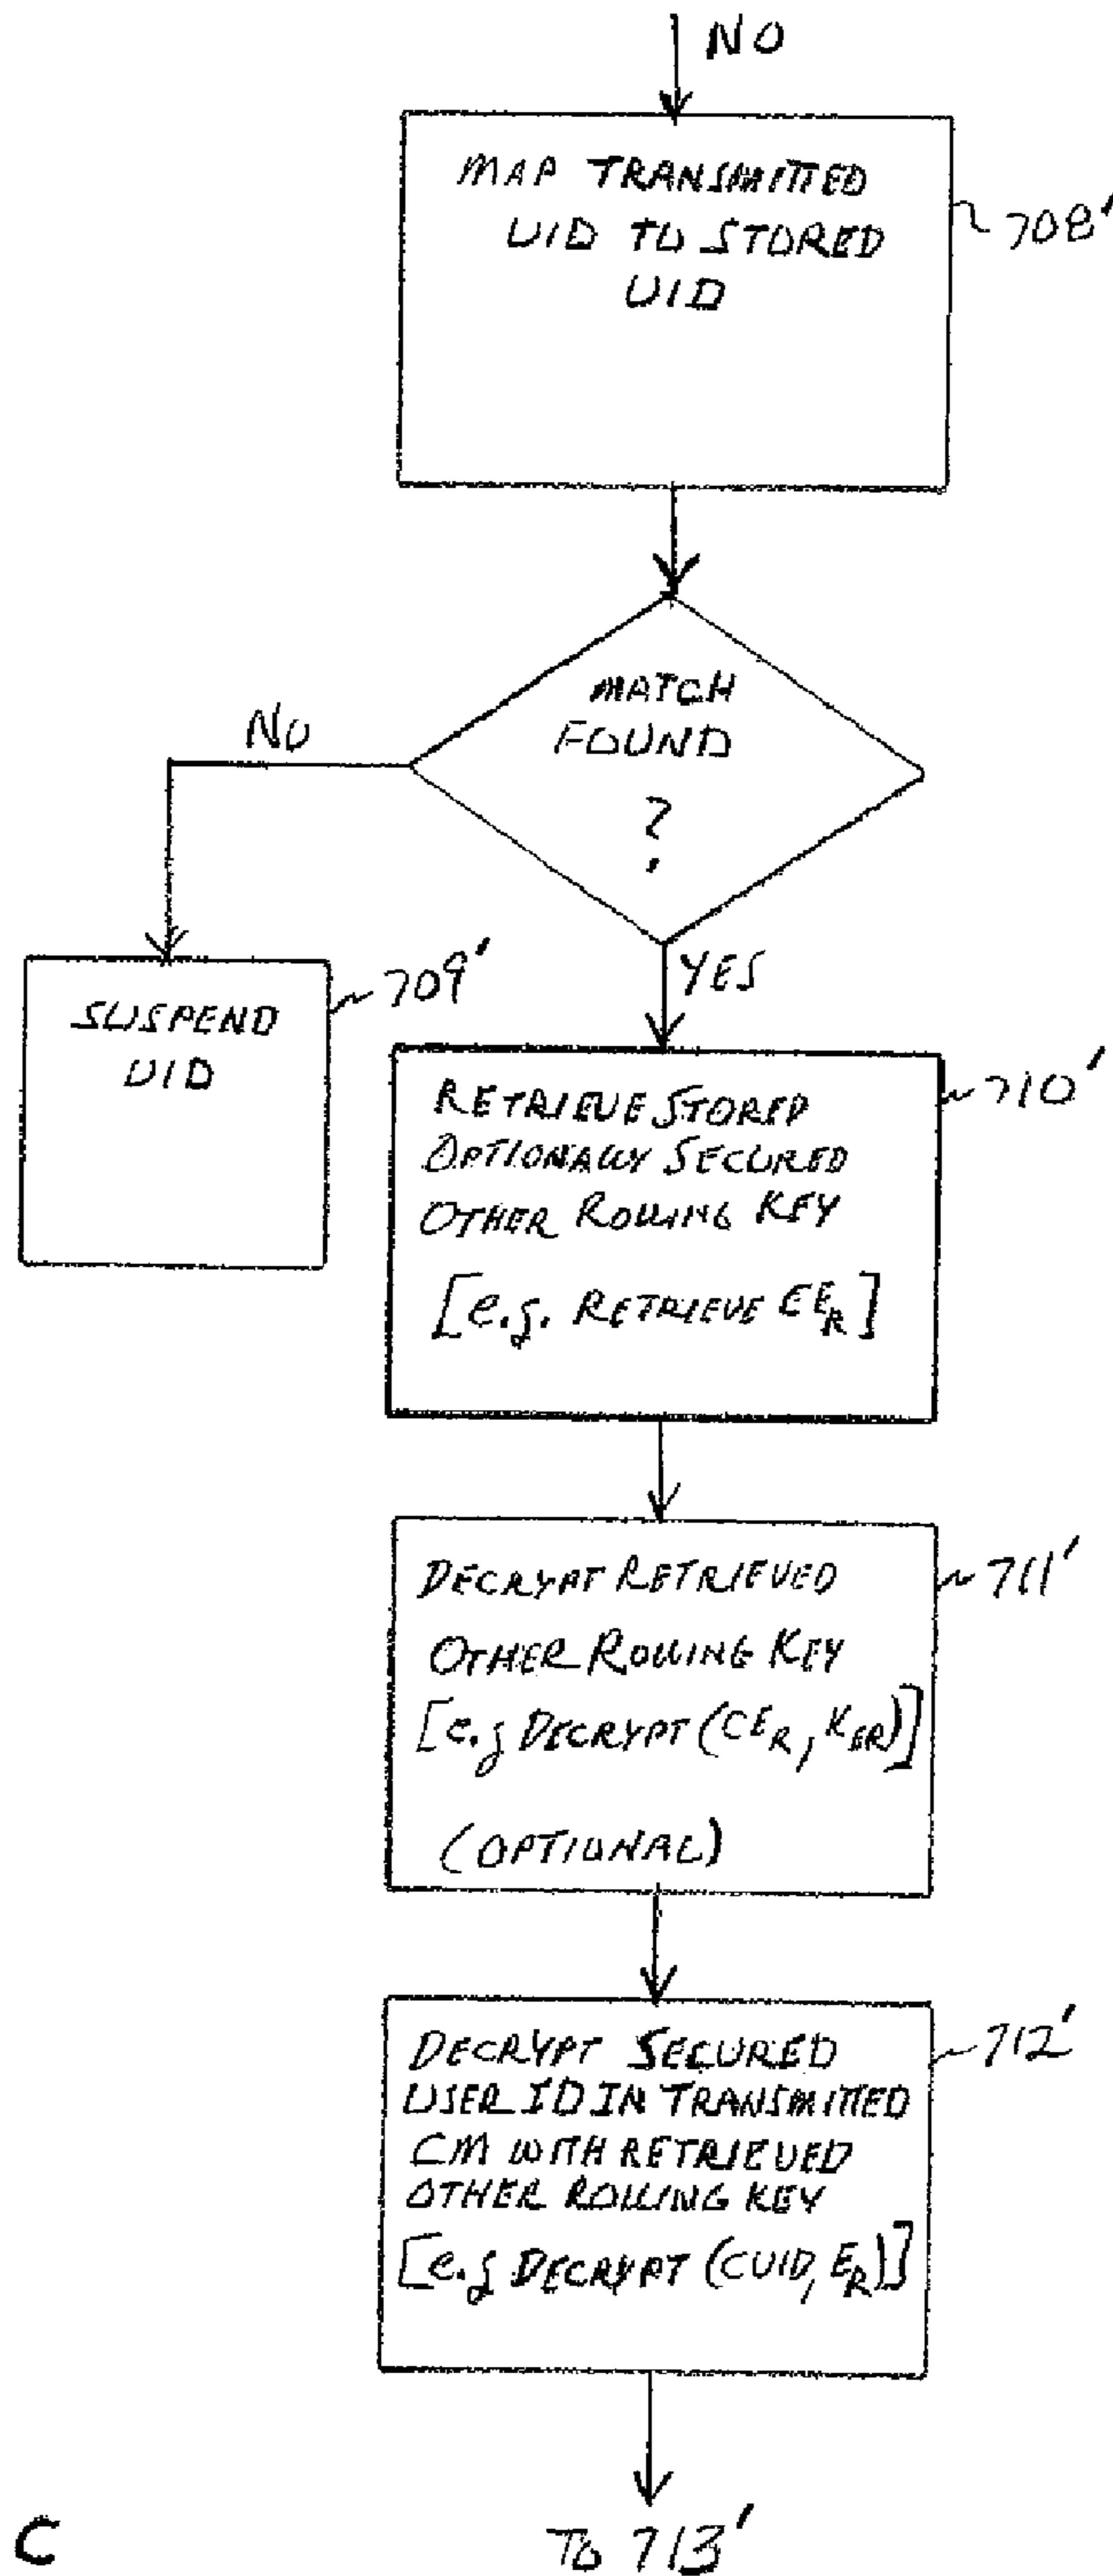 NO
MAP TRANSMITTED
UID TO STORED
UID
708'
MATCH
FOUND
?
NO
YES
SUSPEND
UID
709'
RETRIEVE STORED
OPTIONALLY SECURED
OTHER ROLLING KEY
[e.g. RETRIEVE CE_R]
710'
DECRYPT RETRIEVED
OTHER ROLLING KEY
[e.g DECRYPT (CE_R, K_ER)]
(OPTIONAL)
711'
DECRYPT SECURED
USER ID IN TRANSMITTED
CM WITH RETRIEVED
OTHER ROLLING KEY
[e.g DECRYPT (CUID, E_R)]
712'
TO 713'
C